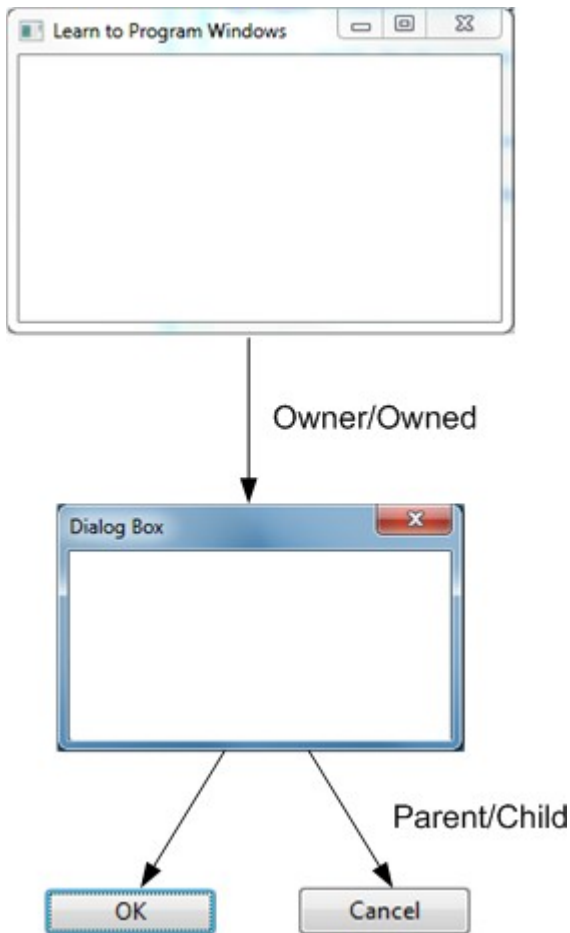 Learn to Program Windows
Owner/Owned
Dialog Box
Parent/Child
OK
Cancel